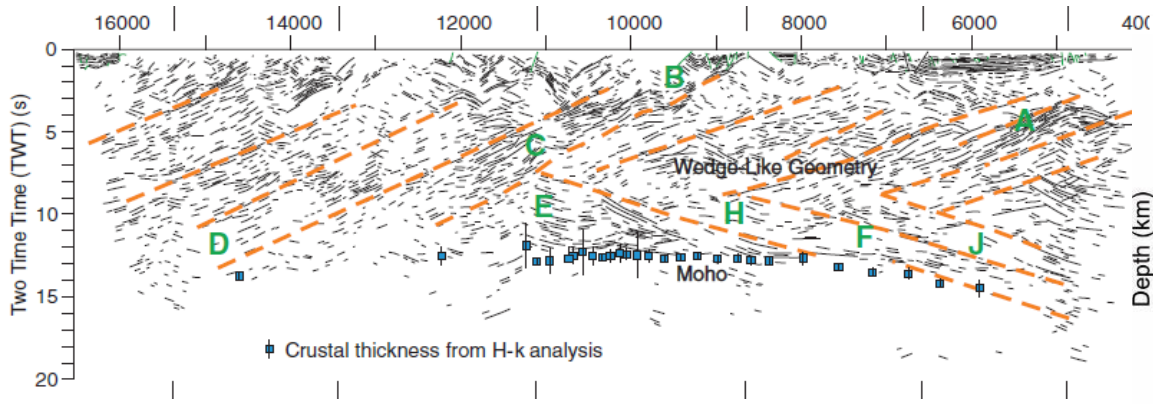 16000 14000 12000 10000 8000 6000 400
0
5
10
15
20
Two Time Time (TWT) (s)
Depth (km)
B
A
C
Wedge-Like Geometry
E
H
D
F
J
Moho
Crustal thickness from H-k analysis